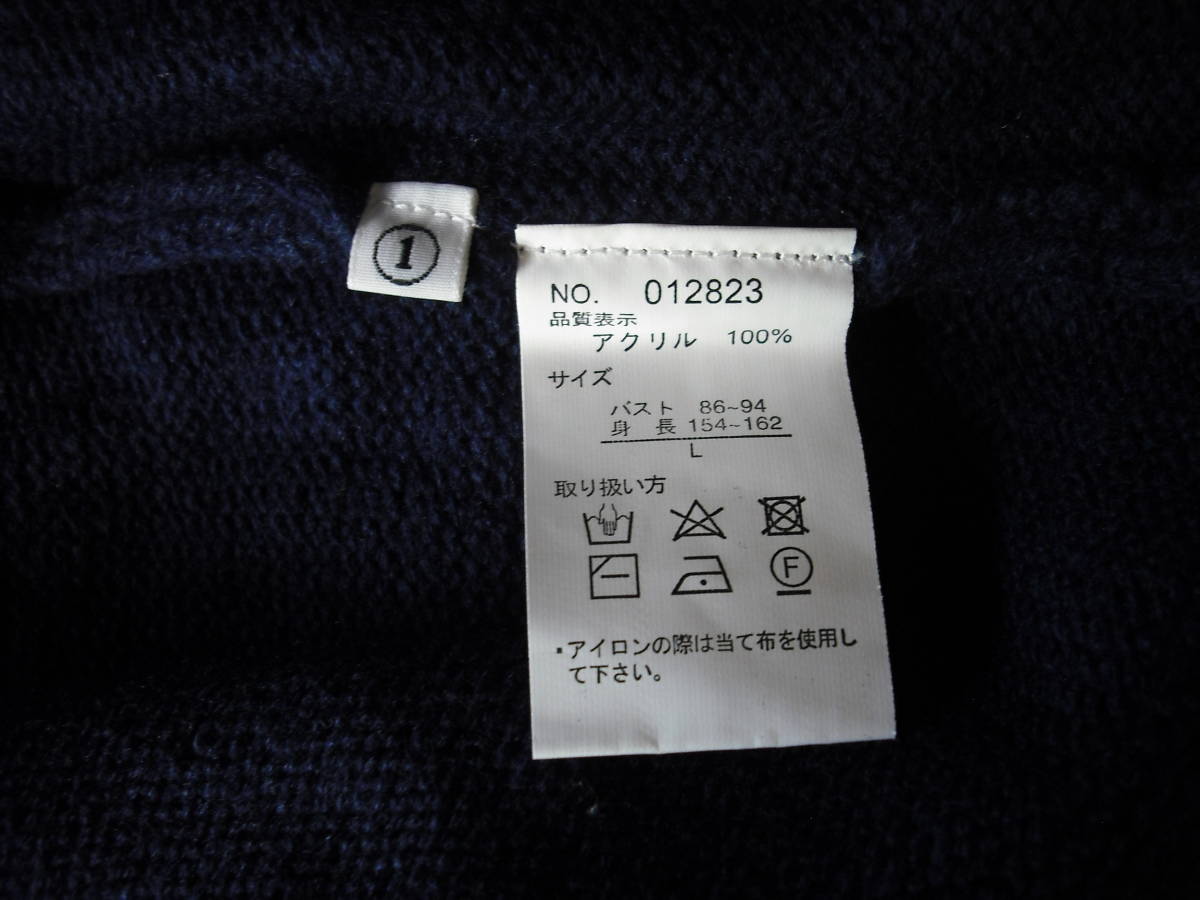 1
NO. 012823
品質表示
アクリル 100%
サイズ
バスト 86~94
身 長 154~162
L
取り扱い方
F
・アイロンの際は当て布を使用し
て下さい。